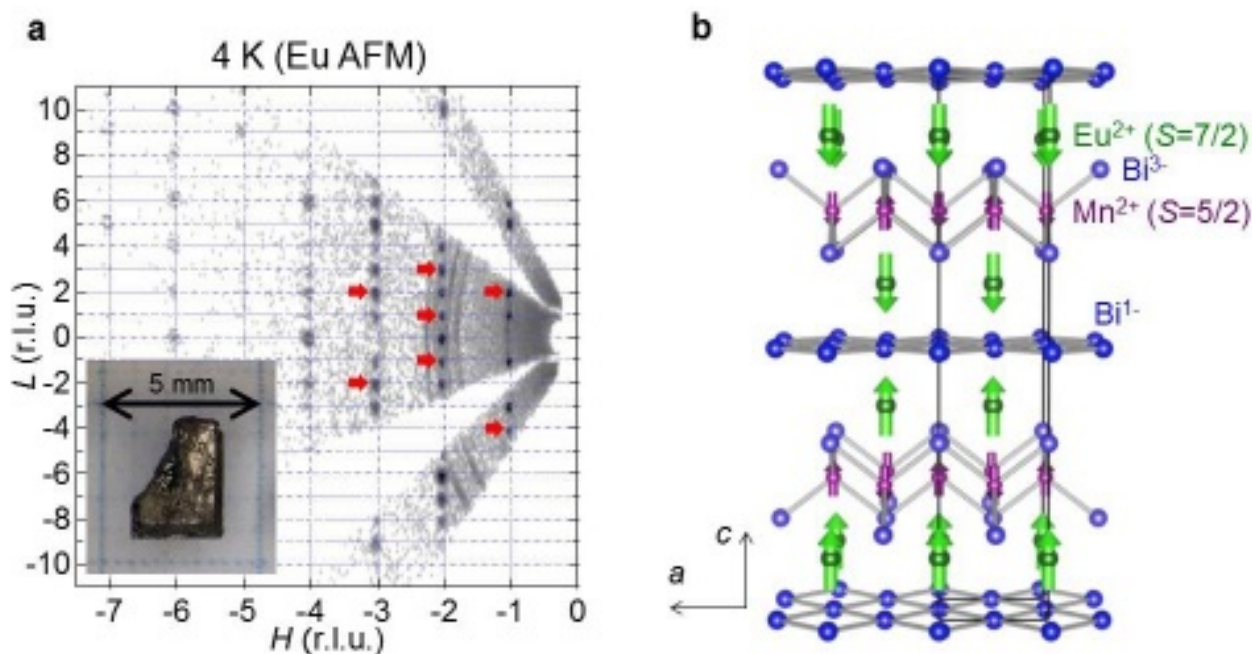 a
4 K (Eu AFM)
10
8
6
4
2
0
-2
-4
-6
-8
-10
L (r.l.u.)
5 mm
-7 -6 -5 -4 -3 -2 -1 0
H (r.l.u.)
b
Eu²⁺ (S=7/2)
Bi³⁻
Mn²⁺ (S=5/2)
Bi¹⁻
c
a